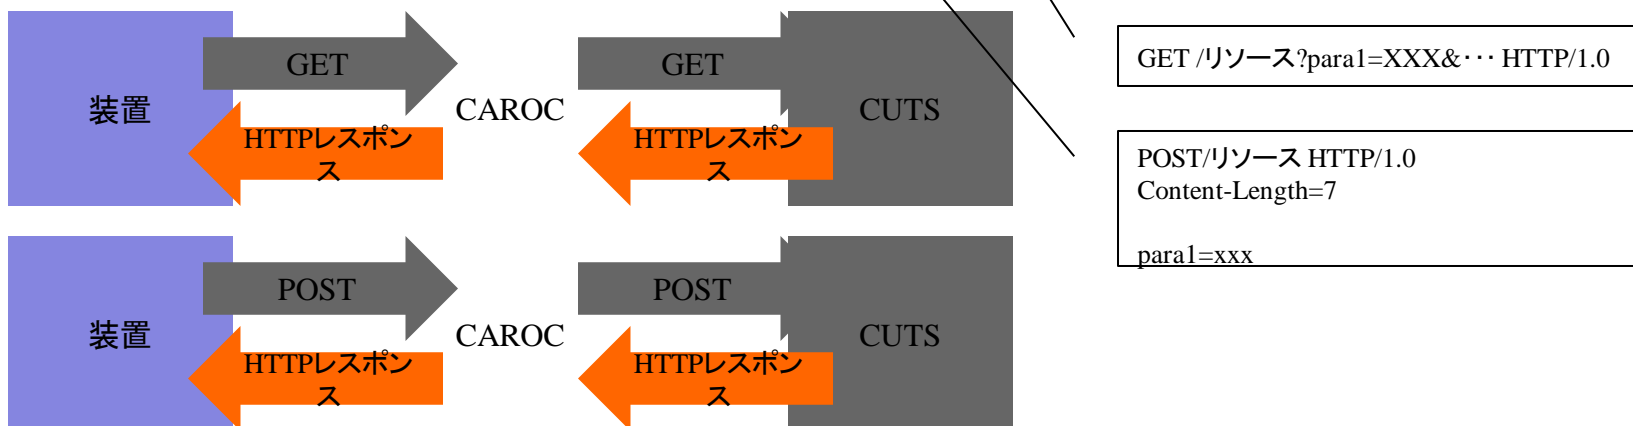 装置
GET
HTTPレスポン
ス
CAROC
GET
HTTPレスポン
ス
CUTS
GET /リソース?para1=XXX&･･･ HTTP/1.0
POST/リソース HTTP/1.0
Content-Length=7
para1=xxx
装置
POST
HTTPレスポン
ス
CAROC
POST
HTTPレスポン
ス
CUTS